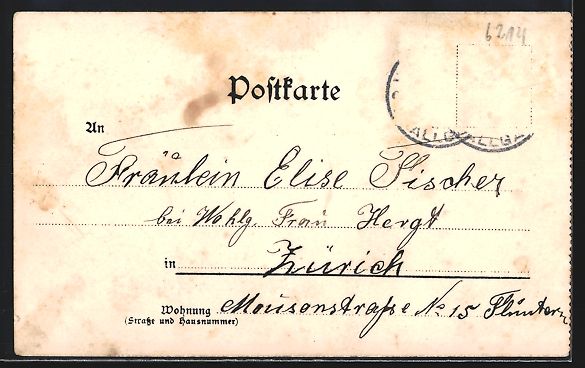 6214
Postkarte
An
Fräulein Elise Fischer
bei Wohlg. Frau Hergt
in Zürich
Wohnung Mousonstraße No 15 Fluntern
(Straße und Hausnummer)